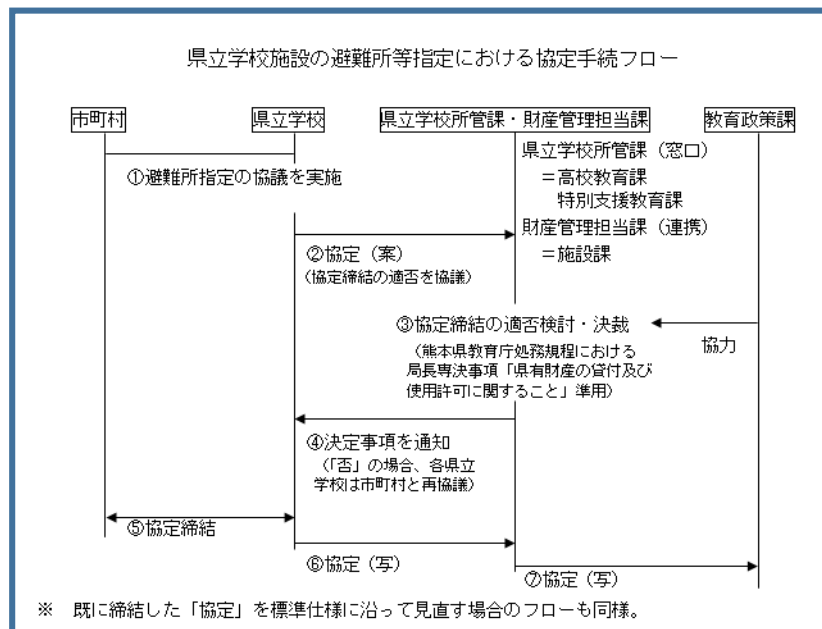 県立学校施設の避難所等指定における協定手続フロー
市町村
県立学校
県立学校所管課・財産管理担当課
教育政策課
①避難所指定の協議を実施
県立学校所管課（窓口）
＝高校教育課
特別支援教育課
財産管理担当課（連携）
＝施設課
②協定（案）
（協定締結の適否を協議）
③協定締結の適否検討・決裁
協力
（熊本県教育庁処務規程における
局長専決事項「県有財産の貸付及び
使用許可に関すること」準用）
④決定事項を通知
（「否」の場合、各県立
学校は市町村と再協議）
⑤協定締結
⑥協定（写）
⑦協定（写）
※　既に締結した「協定」を標準仕様に沿って見直す場合のフローも同様。